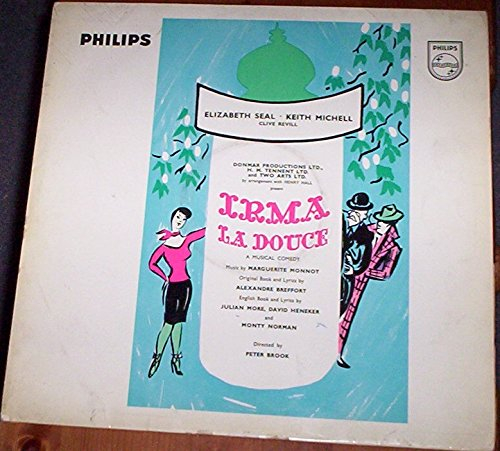 PHILIPS
PHILIPS
ELIZABETH SEAL · KEITH MICHELL
CLIVE REVILL
DONMAR PRODUCTIONS LTD.,
H. M. TENNENT LTD.
and TWO ARTS LTD.
by arrangement with HENRY HALL
present
IRMA
LA DOUCE
A MUSICAL COMEDY
Music by MARGUERITE MONNOT
Original Book and Lyrics by
ALEXANDRE BREFFORT
English Book and Lyrics by
JULIAN MORE, DAVID HENEKER
and
MONTY NORMAN
Directed by
PETER BROOK